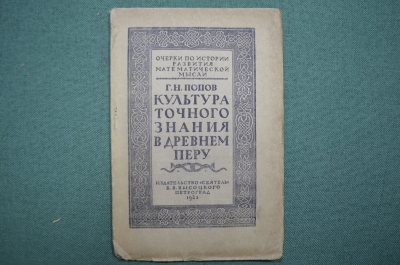 ОЧЕРКИ ПО ИСТОРИИ
РАЗВИТИЯ
МАТЕМАТИЧЕСКОЙ
МЫСЛИ
Г. Н. ПОПОВ
КУЛЬТУРА
ТОЧНОГО
ЗНАНИЯ
В ДРЕВНЕМ
ПЕРУ
ИЗДАТЕЛЬСТВО «СЕЯТЕЛЬ»
Е. В. ВЫСОЦКОГО
ПЕТРОГРАД